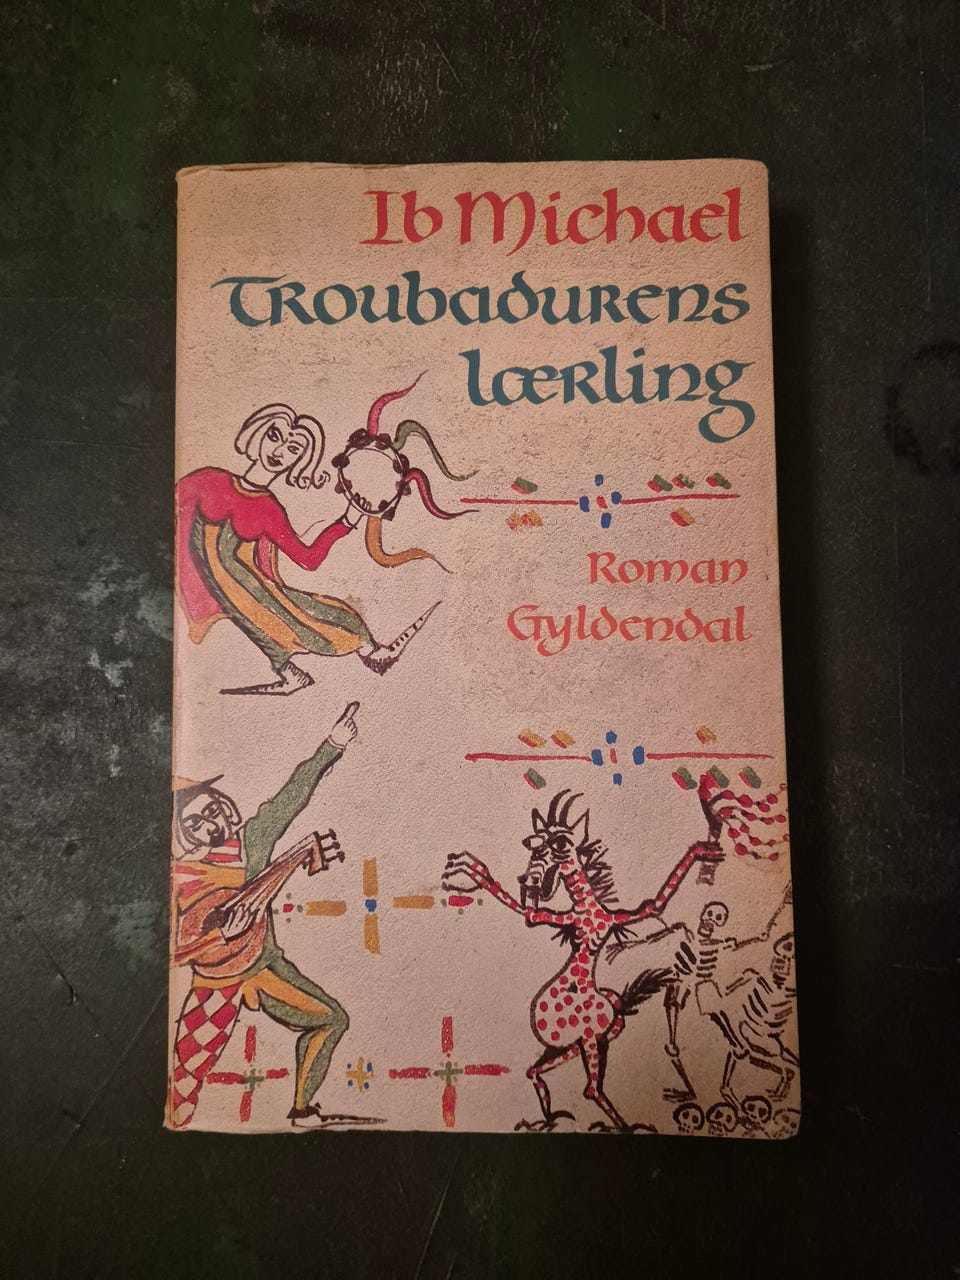 Ib Michael
Troubadurens
lærling
Roman
Gyldendal